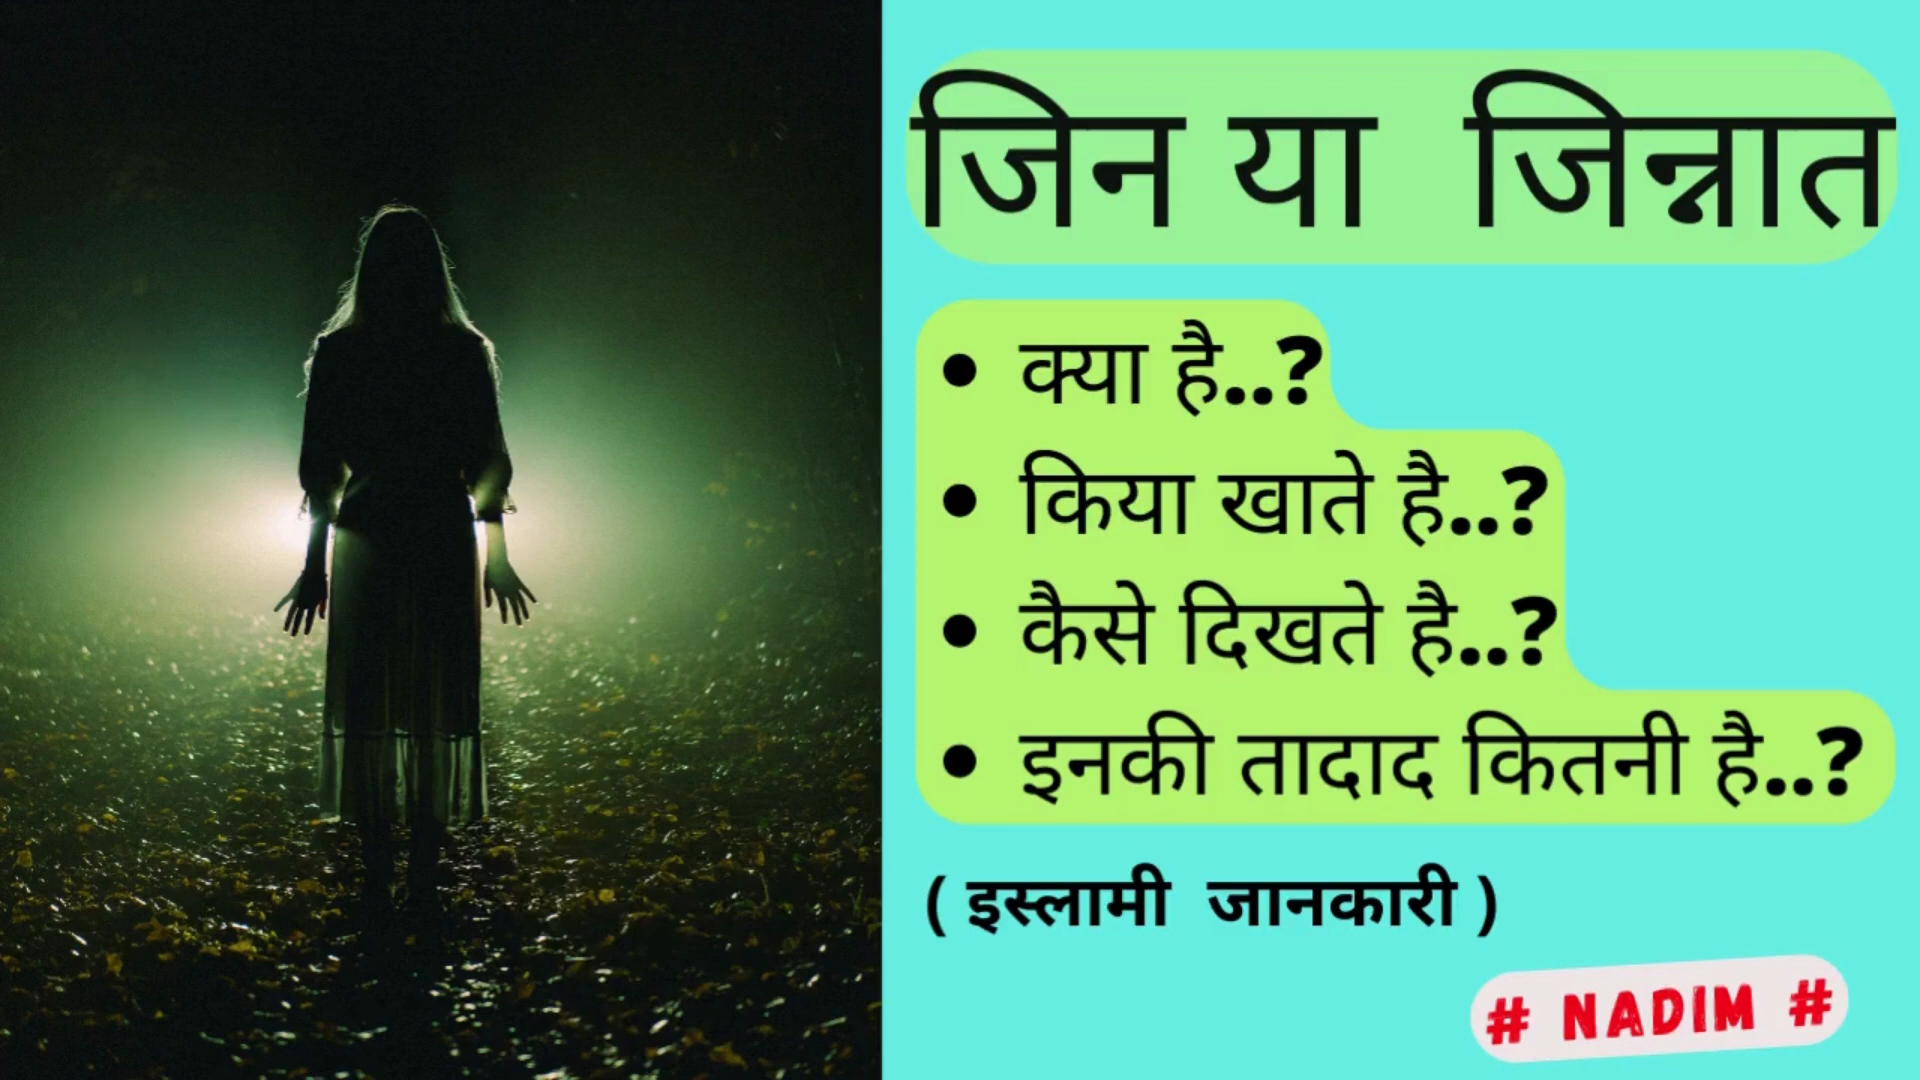 जिन या जिन्नात
• क्या है..?
• किया खाते है..?
• कैसे दिखते है..?
• इनकी तादाद कितनी है..?
( इस्लामी जानकारी )
# NADIM #